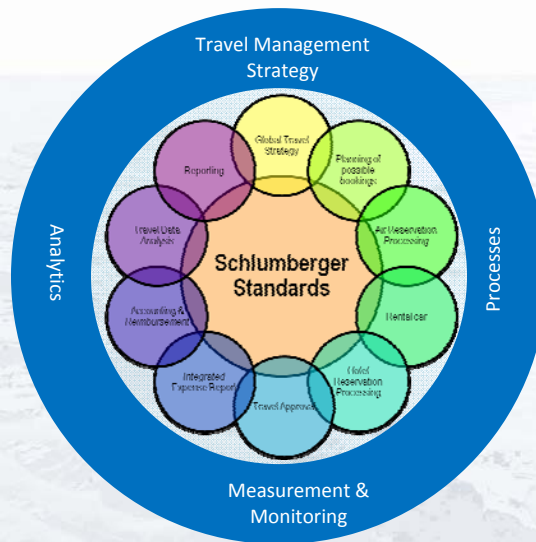 Travel Management
Strategy
Global Travel
Strategy
Planning of
possible
bookings
Air Reservation
Processing
Rental car
Hotel
Reservation
Processing
Travel Approval
Integrated
Expense Report
Accounting &
Reimbursement
Travel Data
Analysis
Reporting
Schlumberger
Standards
Analytics
Processes
Measurement &
Monitoring